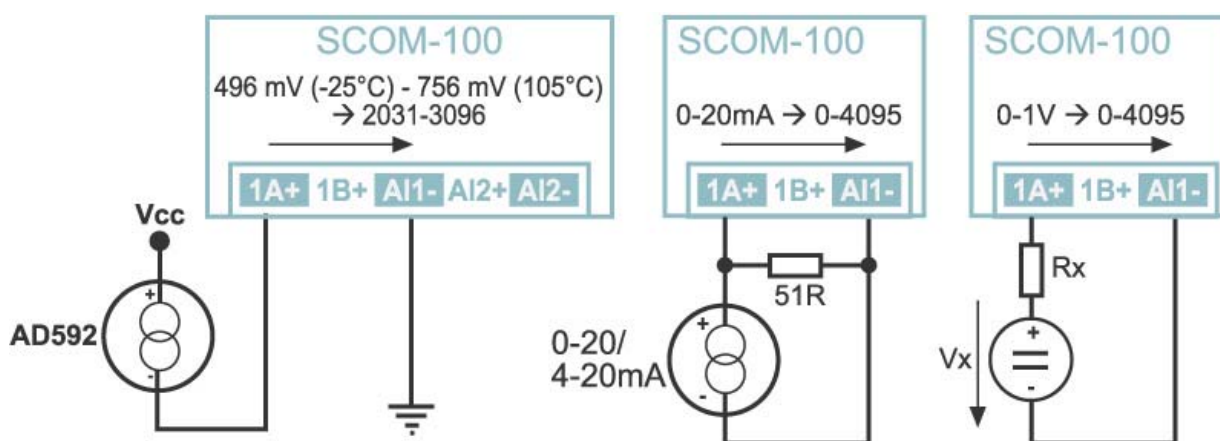 SCOM-100
496 mV (-25°C) - 756 mV (105°C)
→ 2031-3096
1A+ 1B+ AI1- AI2+ AI2-
Vcc
+
AD592
-
SCOM-100
0-20mA → 0-4095
1A+ 1B+ AI1-
51R
+
0-20/
4-20mA
-
SCOM-100
0-1V → 0-4095
1A+ 1B+ AI1-
Rx
+
Vx
-